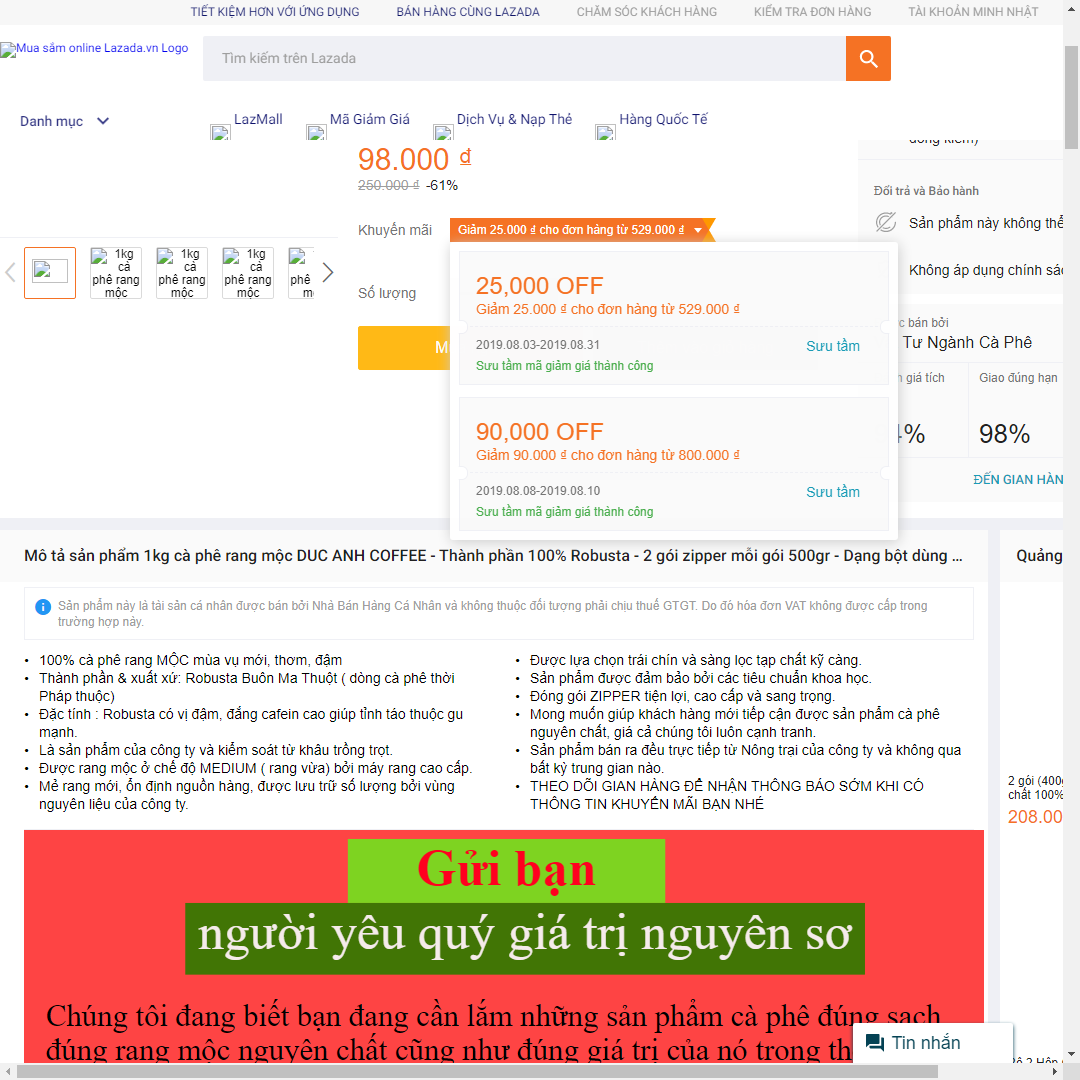 TIẾT KIỆM HƠN VỚI ỨNG DỤNG BÁN HÀNG CÙNG LAZADA CHĂM SÓC KHÁCH HÀNG KIỂM TRA ĐƠN HÀNG TÀI KHOẢN MINH NHẬT
Mua sắm online Lazada.vn Logo
Tìm kiếm trên Lazada
Danh mục LazMall Mã Giảm Giá Dịch Vụ & Nạp Thẻ Hàng Quốc Tế
98.000 ₫
250.000 ₫ -61%
Khuyến mãi Giảm 25.000 ₫ cho đơn hàng từ 529.000 ₫
1kg cà phê rang mộc
1kg cà phê rang mộc
1kg cà phê rang mộc
Số lượng
25,000 OFF
Giảm 25.000 ₫ cho đơn hàng từ 529.000 ₫
2019.08.03-2019.08.31
Sưu tầm
Sưu tầm mã giảm giá thành công
90,000 OFF
Giảm 90.000 ₫ cho đơn hàng từ 800.000 ₫
2019.08.08-2019.08.10
Sưu tầm
Sưu tầm mã giảm giá thành công
Đổi trả và Bảo hành
Sản phẩm này không thể
Không áp dụng chính
bán bởi
Tư Ngành Cà Phê
giá tích Giao đúng hạn
98%
ĐẾN GIAN
Mô tả sản phẩm 1kg cà phê rang mộc DUC ANH COFFEE - Thành phần 100% Robusta - 2 gói zipper mỗi gói 500gr - Dạng bột dùng ...
Quảng
Sản phẩm này là tài sản cá nhân được bán bởi Nhà Bán Hàng Cá Nhân và không thuộc đối tượng phải chịu thuế GTGT. Do đó hóa đơn VAT không được cấp trong
trường hợp này.
• 100% cà phê rang MỘC mùa vụ mới, thơm, đậm
• Thành phần & xuất xứ: Robusta Buôn Ma Thuột ( dòng cà phê thời
Pháp thuộc)
• Đặc tính : Robusta có vị đậm, đắng cafein cao giúp tỉnh táo thuộc gu
mạnh.
• Là sản phẩm của công ty và kiểm soát từ khâu trồng trọt.
• Được rang mộc ở chế độ MEDIUM ( rang vừa) bởi máy rang cao cấp.
• Mẻ rang mới, ổn định nguồn hàng, được lưu trữ số lượng bởi vùng
nguyên liệu của công ty.
• Được lựa chọn trái chín và sàng lọc tạp chất kỹ càng.
• Sản phẩm được đảm bảo bởi các tiêu chuẩn khoa học.
• Đóng gói ZIPPER tiện lợi, cao cấp và sang trọng.
• Mong muốn giúp khách hàng mới tiếp cận được sản phẩm cà phê
nguyên chất, giá cả chúng tôi luôn cạnh tranh.
• Sản phẩm bán ra đều trực tiếp từ Nông trại của công ty và không qua
bất kỳ trung gian nào.
• THEO DÕI GIAN HÀNG ĐỂ NHẬN THÔNG BÁO SỚM KHI CÓ
THÔNG TIN KHUYẾN MÃI BẠN NHÉ
2 gói
chất 100%
Gửi bạn
người yêu quý giá trị nguyên sơ
Chúng tôi đang biết bạn đang cần lắm những sản phẩm cà phê đúng sạch
đúng rang mộc nguyên chất cũng như đúng giá trị của nó trong
Tin nhắn